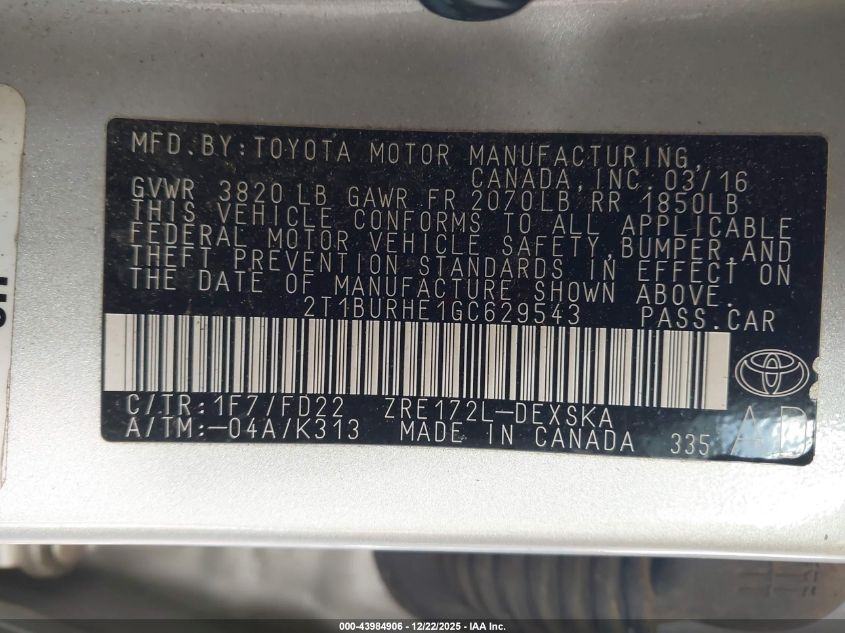 MFD.BY:TOYOTA MOTOR MANUFACTURING,
CANADA,INC.03/16
GVWR 3820 LB GAWR FR 2070LB RR 1850LB
THIS VEHICLE CONFORMS TO ALL APPLICABLE
FEDERAL MOTOR VEHICLE SAFETY,BUMPER,AND
THEFT PREVENTION STANDARDS IN EFFECT ON
THE DATE OF MANUFACTURE SHOWN ABOVE.
2T1BURHE1GC629543 PASS.CAR
C/TR:1F7/FD22 ZRE172L-DEXSKA AD
A/TM:-04A/K313 MADE IN CANADA 335
000-43984906 - 12/22/2025 - IAA Inc.